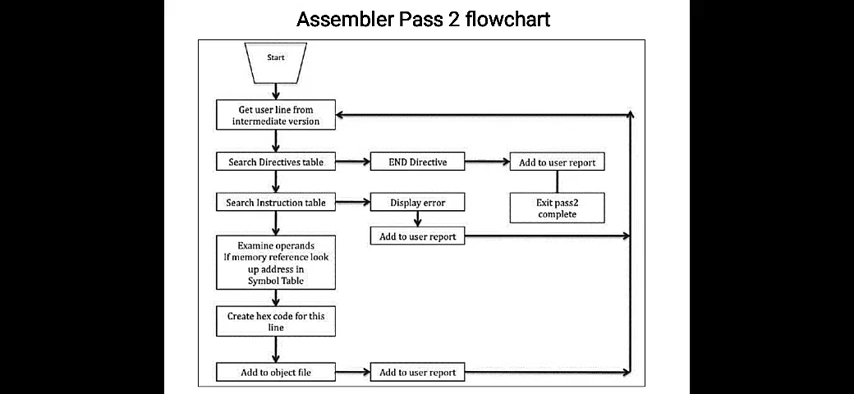 Assembler Pass 2 flowchart
Start
Get user line from
intermediate version
Search Directives table
END Directive
Add to user report
Search Instruction table
Display error
Exit pass2
complete
Add to user report
Examine operands
If memory reference look
up address in
Symbol Table
Create hex code for this
line
Add to object file
Add to user report